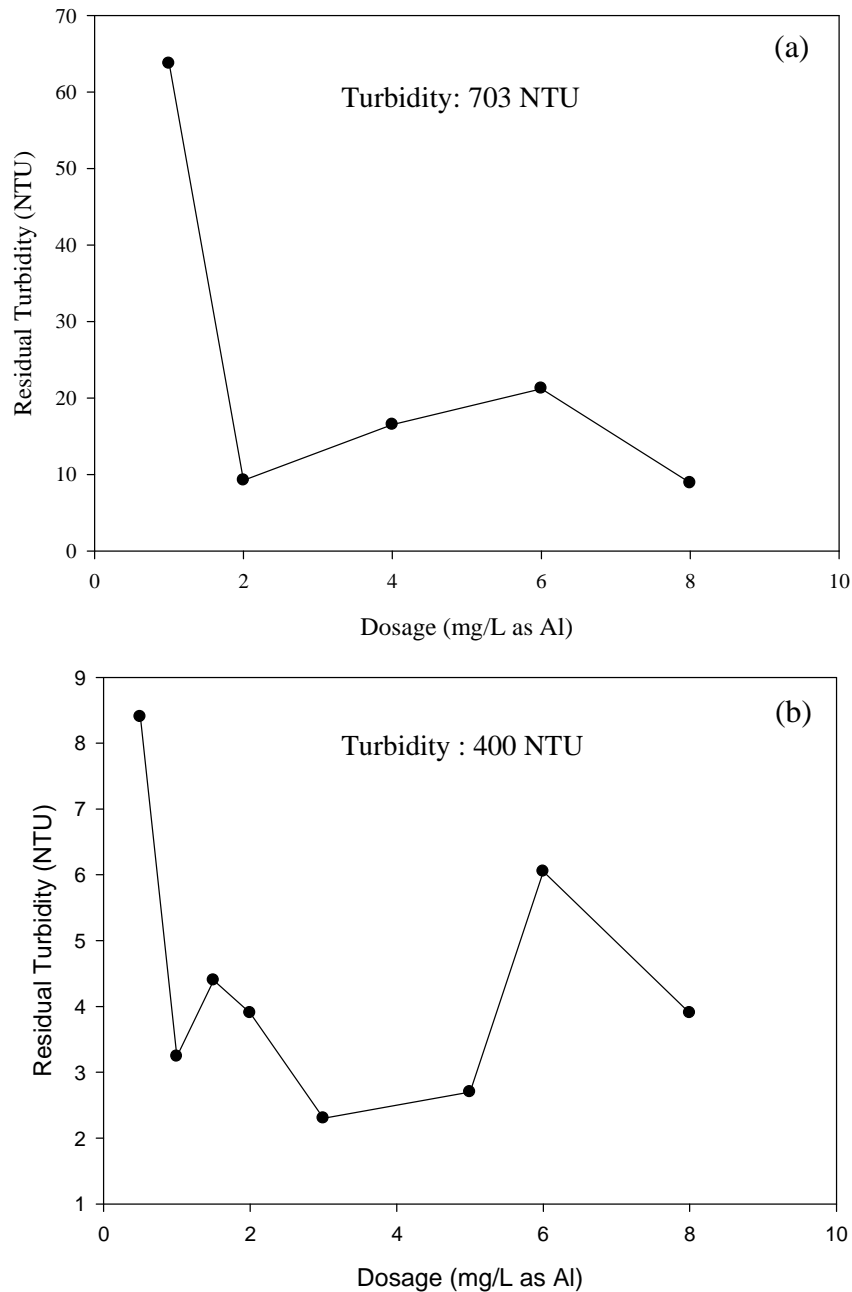 (a)
Turbidity: 703 NTU
Residual Turbidity (NTU)
70
60
50
40
30
20
10
0
0 2 4 6 8 10
Dosage (mg/L as Al)
(b)
Turbidity : 400 NTU
Residual Turbidity (NTU)
9
8
7
6
5
4
3
2
1
0 2 4 6 8 10
Dosage (mg/L as Al)